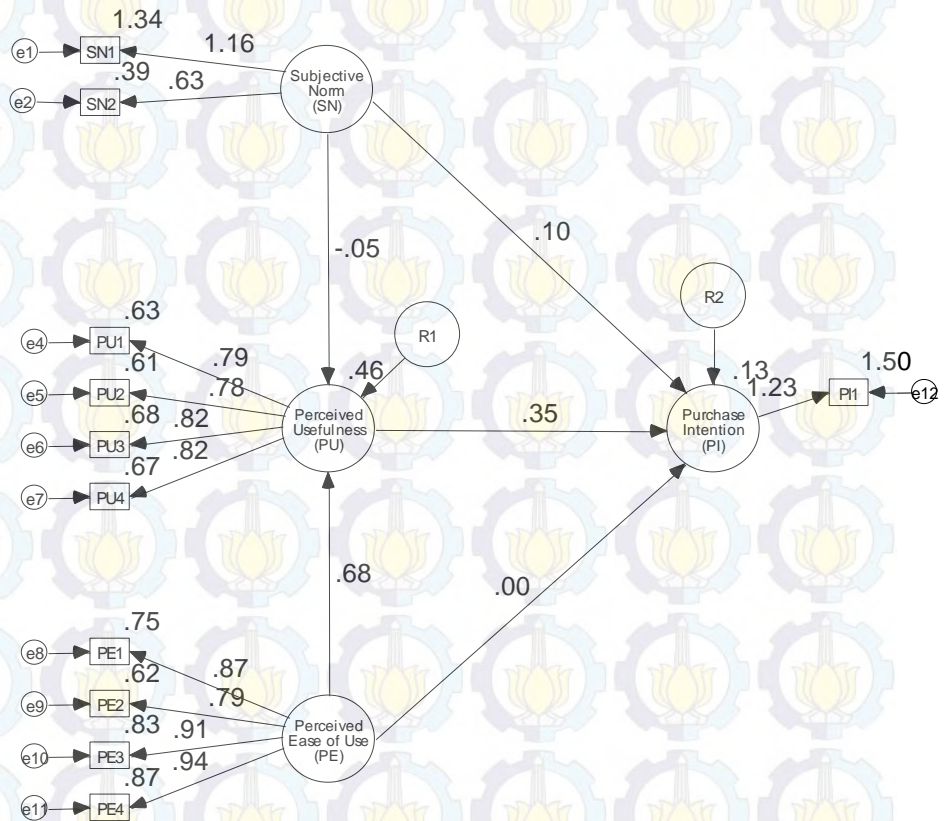 1.34
e1
SN1
1.16
.39
e2
SN2
.63
Subjective
Norm
(SN)
-.05
.10
R2
R1
.63
e4
PU1
.79
.61
e5
PU2
.78
.68
e6
PU3
.82
.67
e7
PU4
.82
.46
Perceived
Usefulness
(PU)
.35
.13
Purchase
Intention
(PI)
1.23
1.50
PI1
e12
.68
.00
.75
e8
PE1
.87
.62
e9
PE2
.79
.83
e10
PE3
.91
.87
e11
PE4
.94
Perceived
Ease of Use
(PE)